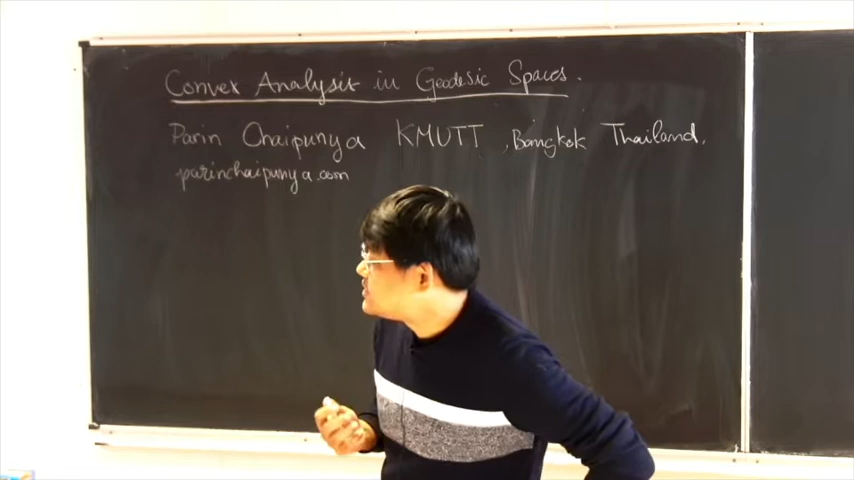 Convex Analysis in Geodesic Spaces.
Parin Chaipunya KMUTT, Bangkok Thailand,
parinchaipunya.com